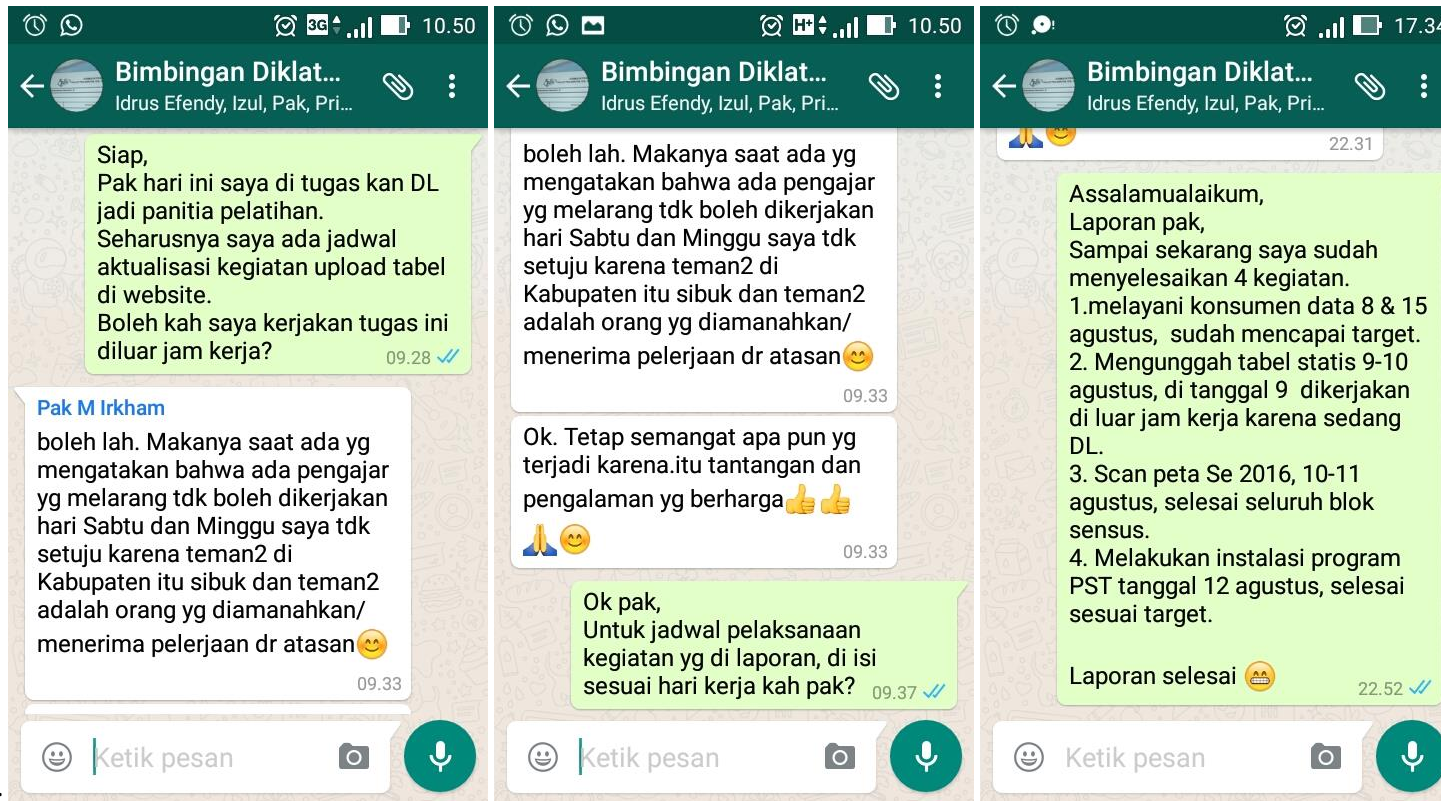 3G 10.50
Bimbingan Diklat...
Idrus Efendy, Izul, Pak, Pri...
Siap,
Pak hari ini saya di tugas kan DL
jadi panitia pelatihan.
Seharusnya saya ada jadwal
aktualisasi kegiatan upload tabel
di website.
Boleh kah saya kerjakan tugas ini
diluar jam kerja?
09.28
Pak M Irkham
boleh lah. Makanya saat ada yg
mengatakan bahwa ada pengajar
yg melarang tdk boleh dikerjakan
hari Sabtu dan Minggu saya tdk
setuju karena teman2 di
Kabupaten itu sibuk dan teman2
adalah orang yg diamanahkan/
menerima pelerjaan dr atasan😊
09.33
Ketik pesan
H+ 10.50
Bimbingan Diklat...
Idrus Efendy, Izul, Pak, Pri...
boleh lah. Makanya saat ada yg
mengatakan bahwa ada pengajar
yg melarang tdk boleh dikerjakan
hari Sabtu dan Minggu saya tdk
setuju karena teman2 di
Kabupaten itu sibuk dan teman2
adalah orang yg diamanahkan/
menerima pelerjaan dr atasan😊
09.33
Ok. Tetap semangat apa pun yg
terjadi karena.itu tantangan dan
pengalaman yg berharga👍👍
🙏😊
09.33
Ok pak,
Untuk jadwal pelaksanaan
kegiatan yg di laporan, di isi
sesuai hari kerja kah pak?
09.37
Ketik pesan
17.34
Bimbingan Diklat...
Idrus Efendy, Izul, Pak, Pri...
🙏😊
22.31
Assalamualaikum,
Laporan pak,
Sampai sekarang saya sudah
menyelesaikan 4 kegiatan.
1.melayani konsumen data 8 & 15
agustus, sudah mencapai target.
2. Mengunggah tabel statis 9-10
agustus, di tanggal 9 dikerjakan
di luar jam kerja karena sedang
DL.
3. Scan peta Se 2016, 10-11
agustus, selesai seluruh blok
sensus.
4. Melakukan instalasi program
PST tanggal 12 agustus, selesai
sesuai target.
Laporan selesai 😁
22.52
Ketik pesan